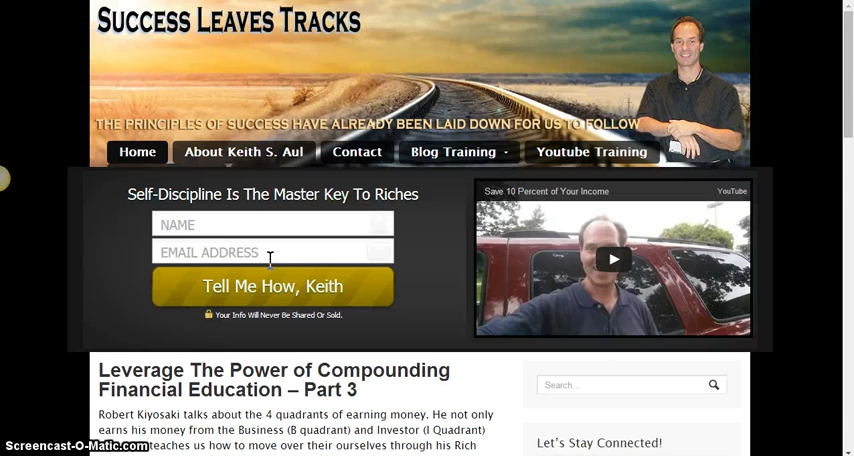 SUCCESS LEAVES TRACKS
THE PRINCIPLES OF SUCCESS HAVE ALREADY BEEN LAID DOWN FOR US TO FOLLOW
Home
About Keith S. Aul
Contact
Blog Training
Youtube Training
Self-Discipline Is The Master Key To Riches
NAME
EMAIL ADDRESS
Tell Me How, Keith
Your Info Will Never Be Shared Or Sold.
Save 10 Percent of Your Income
YouTube
Leverage The Power of Compounding
Financial Education – Part 3
Robert Kiyosaki talks about the 4 quadrants of earning money. He not only
earns his money from the Business (B quadrant) and Investor (I Quadrant)
teaches us how to move over their ourselves through his Rich
Search...
Let's Stay Connected!
Screencast-O-Matic.com